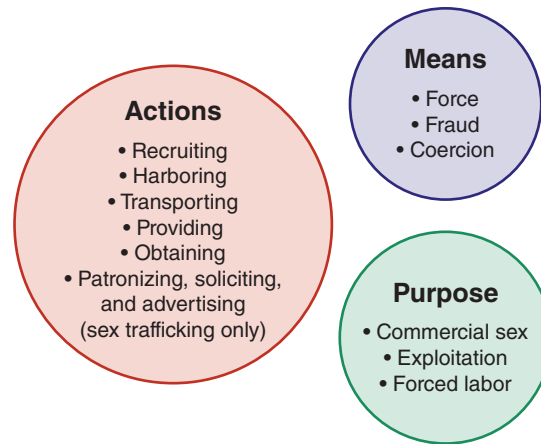 Actions
• Recruiting
• Harboring
• Transporting
• Providing
• Obtaining
• Patronizing, soliciting,
and advertising
(sex trafficking only)
Means
• Force
• Fraud
• Coercion
Purpose
• Commercial sex
• Exploitation
• Forced labor